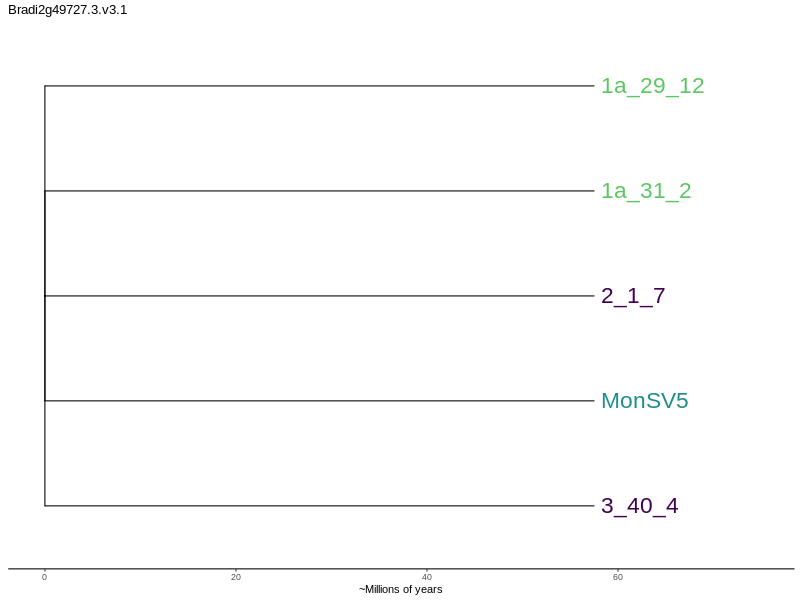 Bradi2g49727.3.v3.1
1a_29_12
1a_31_2
2_1_7
MonSV5
3_40_4
0 20 40 60
~Millions of years